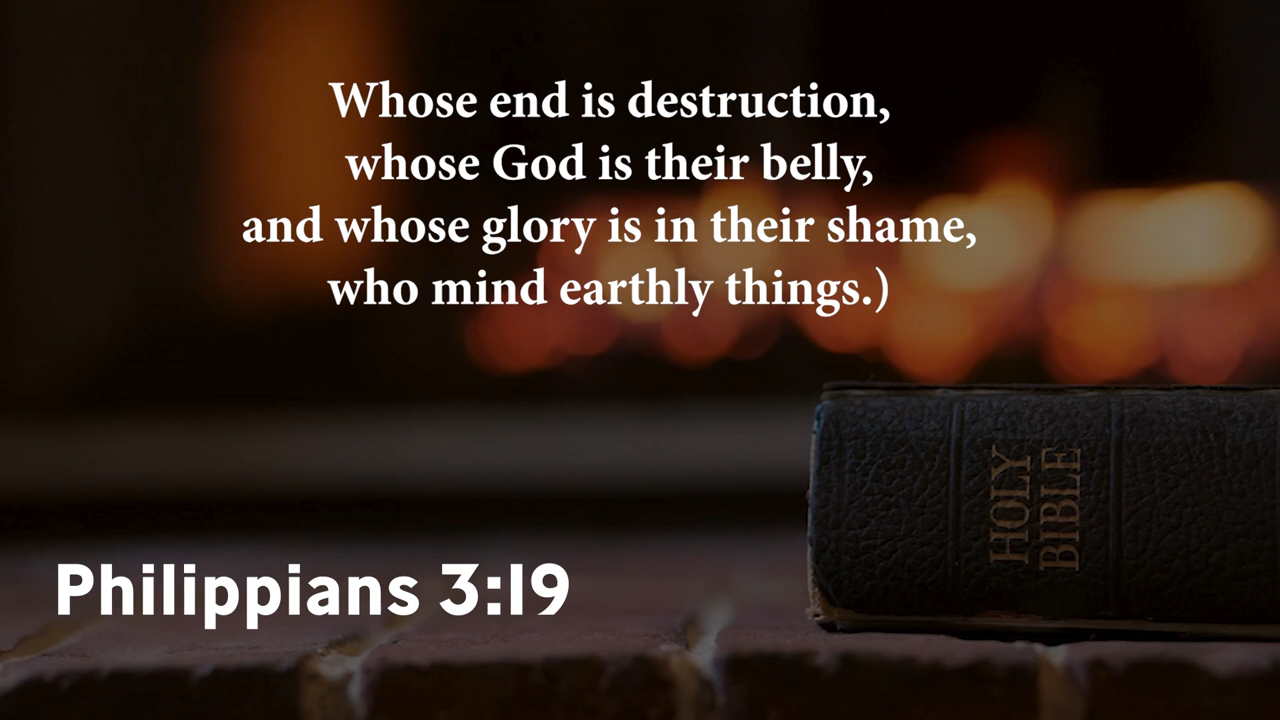 Whose end is destruction,
whose God is their belly,
and whose glory is in their shame,
who mind earthly things.)
HOLY
BIBLE
Philippians 3:19